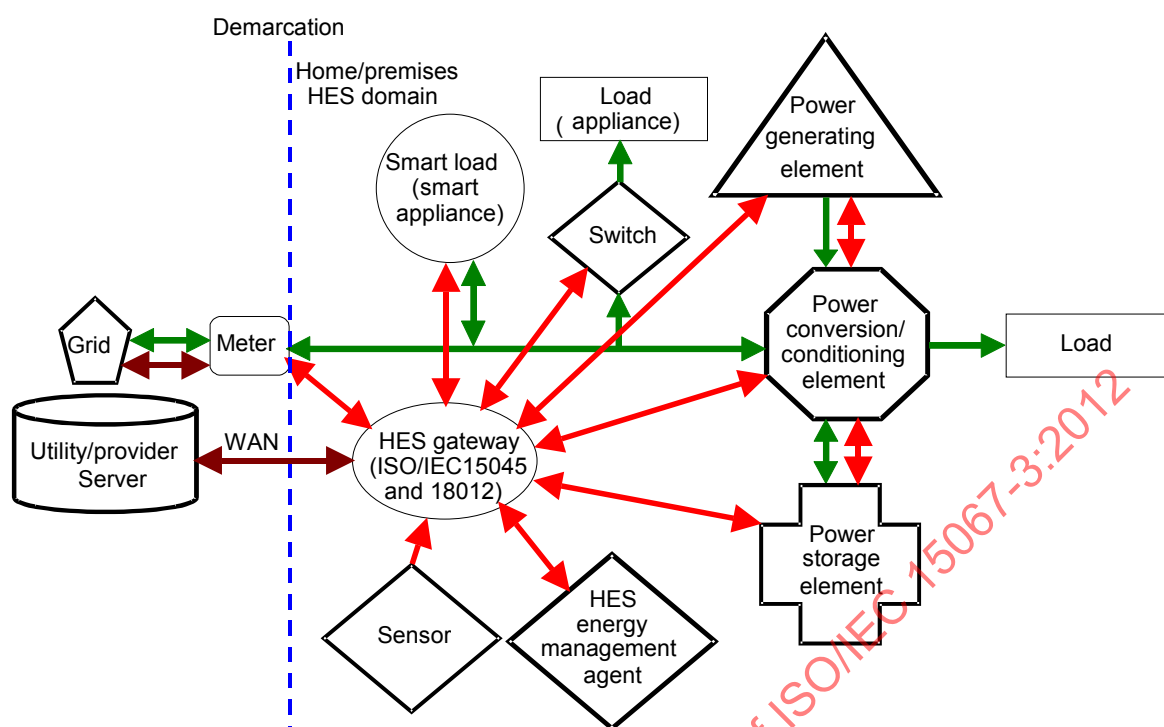 Demarcation
Home/premises
HES domain
Load
( appliance)
Power
generating
element
Smart load
(smart
appliance)
Switch
Grid
Meter
Power
conversion/
conditioning
element
Load
Utility/provider
Server
WAN
HES gateway
(ISO/IEC15045
and 18012)
Power
storage
element
Sensor
HES
energy
management
agent
f ISO/IEC 15067-3:2012